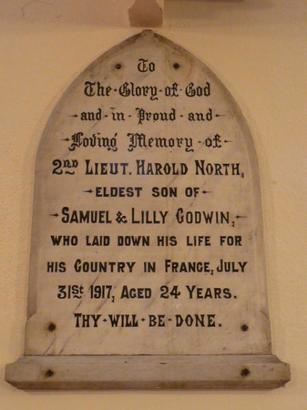 To
The·Glory·of·God
-and·in·Proud·and-
-Loving Memory·of-
2ND LIEUT. HAROLD NORTH,
-ELDEST SON OF-
-SAMUEL & LILLY GODWIN,-
WHO LAID DOWN HIS LIFE FOR
HIS COUNTRY IN FRANCE, JULY
31ST 1917, AGED 24 YEARS.
THY·WILL·BE·DONE.